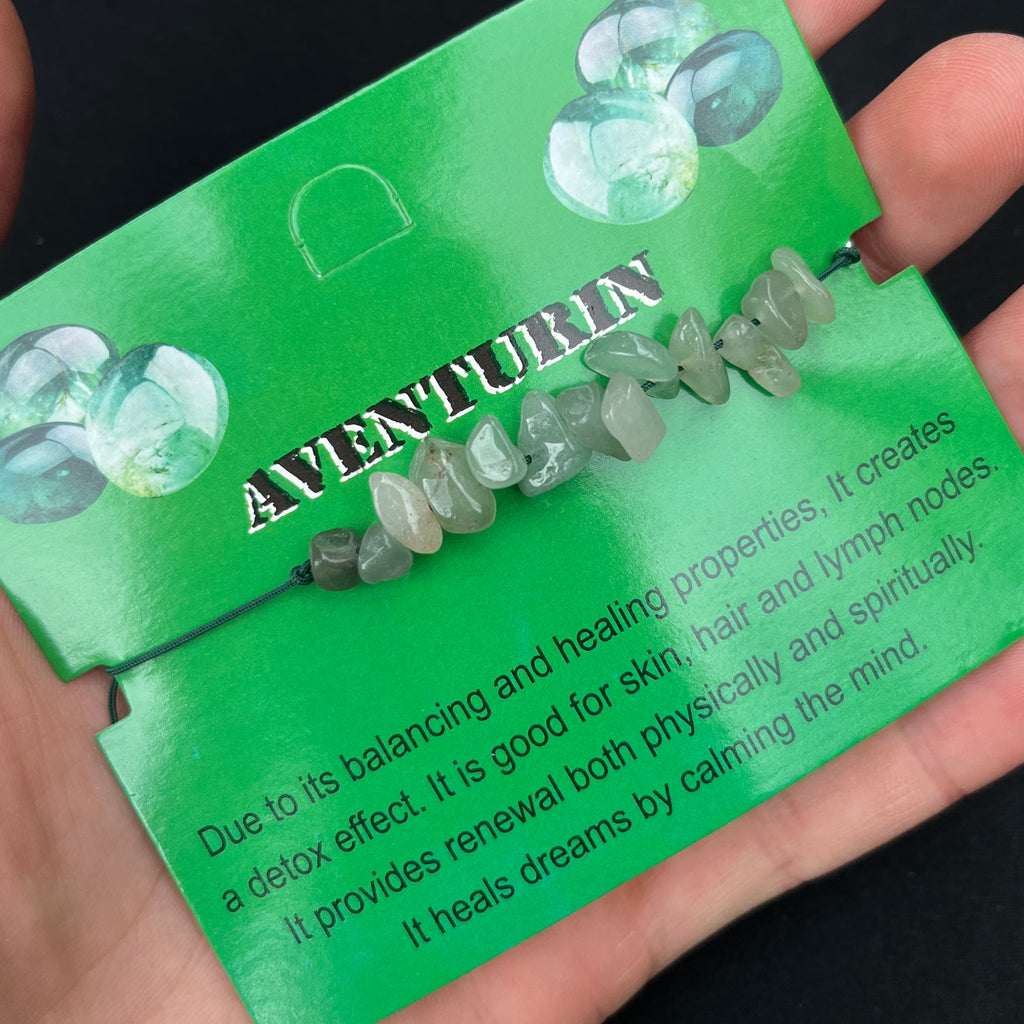 AVENTURIN
Due to its balancing and healing properties, It creates
a detox effect. It is good for skin, hair and lymph nodes.
It provides renewal both physically and spiritually.
It heals dreams by calming the mind.